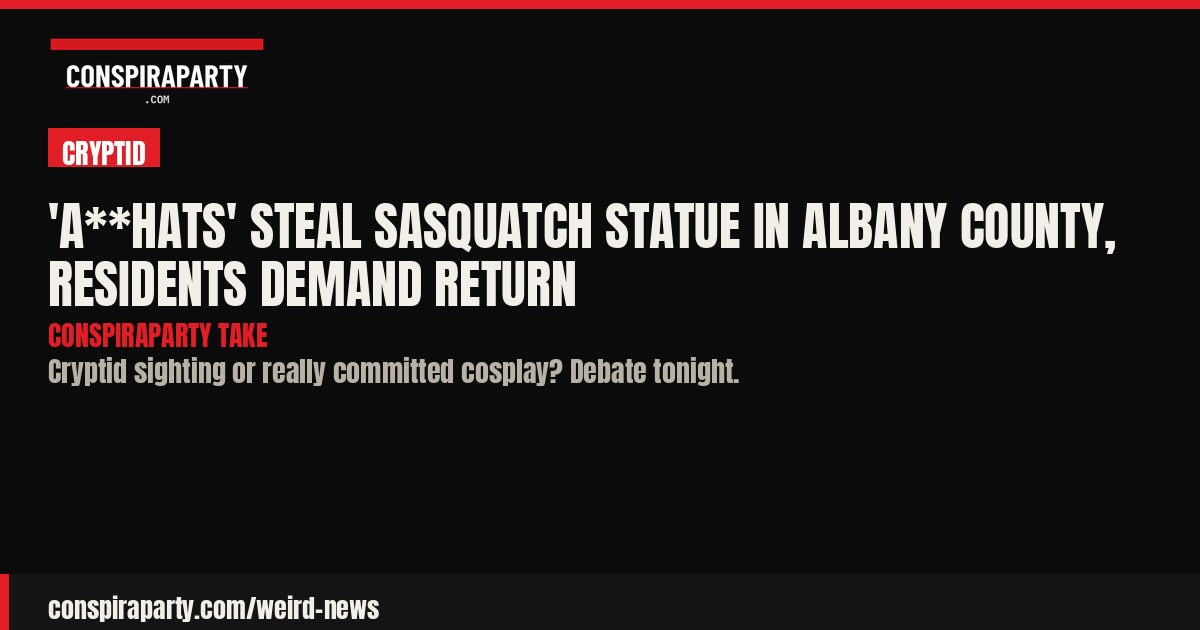 CONSPIRAPARTY
.COM
CRYPTID
'A**HATS' STEAL SASQUATCH STATUE IN ALBANY COUNTY,
RESIDENTS DEMAND RETURN
CONSPIRAPARTY TAKE
Cryptid sighting or really committed cosplay? Debate tonight.
conspiraparty.com/weird-news